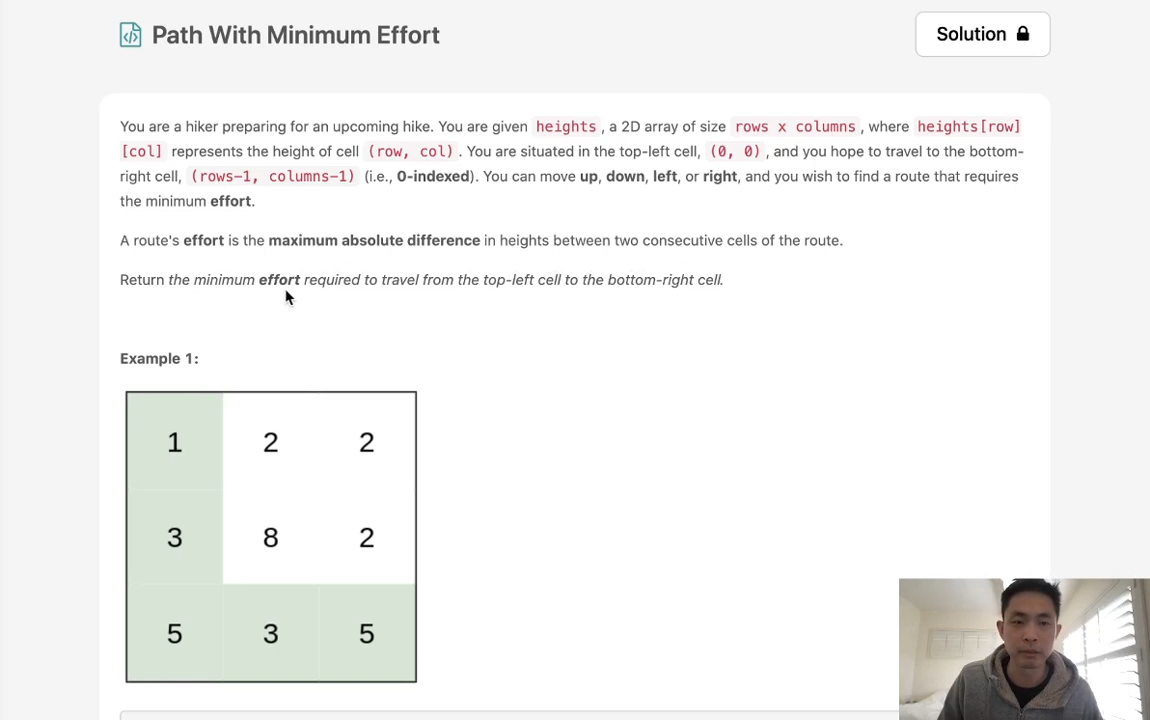 Path With Minimum Effort
Solution
You are a hiker preparing for an upcoming hike. You are given heights, a 2D array of size rows x columns, where heights[row]
[col] represents the height of cell (row, col). You are situated in the top-left cell, (0, 0), and you hope to travel to the bottom-
right cell, (rows-1, columns-1) (i.e., 0-indexed). You can move up, down, left, or right, and you wish to find a route that requires
the minimum effort.
A route's effort is the maximum absolute difference in heights between two consecutive cells of the route.
Return the minimum effort required to travel from the top-left cell to the bottom-right cell.
Example 1:
1 2 2
3 8 2
5 3 5